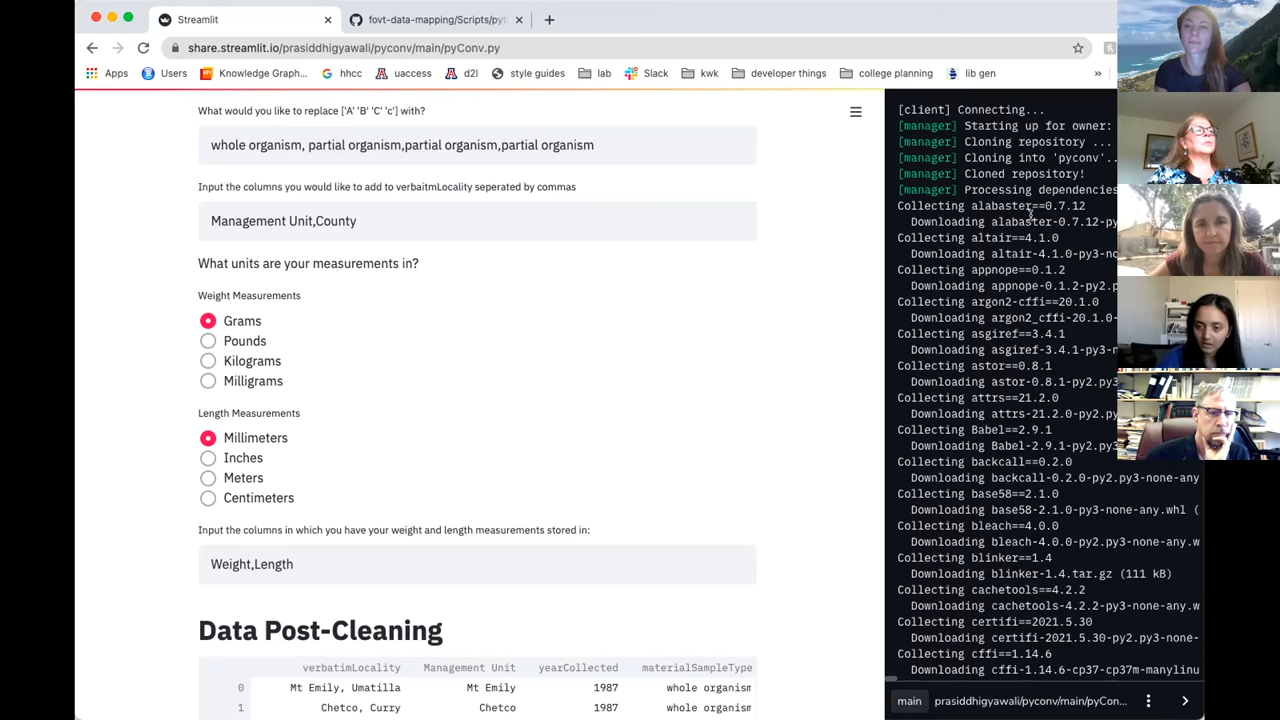 Streamlit
fovt-data-mapping/Scripts/pyt
share.streamlit.io/prasiddhigyawali/pyconv/main/pyConv.py
Apps Users Knowledge Grap... hhcc uaccess d2l style guides lab Slack kwk developer things college planning lib gen »
What would you like to replace ['A' 'B' 'C' 'c'] with?
whole organism, partial organism,partial organism,partial organism
Input the columns you would like to add to verbaitmLocality seperated by commas
Management Unit,County
What units are your measurements in?
Weight Measurements
Grams
Pounds
Kilograms
Milligrams
Length Measurements
Millimeters
Inches
Meters
Centimeters
Input the columns in which you have your weight and length measurements stored in:
Weight,Length
Data Post-Cleaning
verbatimLocality Management Unit yearCollected materialSampleType
0 Mt Emily, Umatilla Mt Emily 1987 whole organism
1 Chetco, Curry Chetco 1987 whole organism
[client] Connecting...
[manager] Starting up for owner:
[manager] Cloning repository ...
[manager] Cloning into 'pyconv'..
[manager] Cloned repository!
[manager] Processing dependencies
Collecting alabaster==0.7.12
Downloading alabaster-0.7.12-py
Collecting altair==4.1.0
Downloading altair-4.1.0-py3-no
Collecting appnope==0.1.2
Downloading appnope-0.1.2-py2.p
Collecting argon2-cffi==20.1.0
Downloading argon2_cffi-20.1.0-
Collecting asgiref==3.4.1
Downloading asgiref-3.4.1-py3-n
Collecting astor==0.8.1
Downloading astor-0.8.1-py2.py3
Collecting attrs==21.2.0
Downloading attrs-21.2.0-py2.py3
Collecting Babel==2.9.1
Downloading Babel-2.9.1-py2.py3
Collecting backcall==0.2.0
Downloading backcall-0.2.0-py2.py3-none-any
Collecting base58==2.1.0
Downloading base58-2.1.0-py3-none-any.whl (
Collecting bleach==4.0.0
Downloading bleach-4.0.0-py2.py3-none-any.w
Collecting blinker==1.4
Downloading blinker-1.4.tar.gz (111 kB)
Collecting cachetools==4.2.2
Downloading cachetools-4.2.2-py3-none-any.w
Collecting certifi==2021.5.30
Downloading certifi-2021.5.30-py2.py3-none-
Collecting cffi==1.14.6
Downloading cffi-1.14.6-cp37-cp37m-manylinu
main prasiddhigyawali/pyconv/main/pyCon...